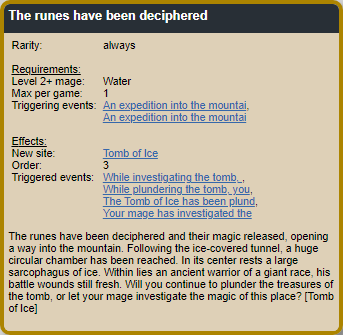 The runes have been deciphered
Rarity: always
Requirements:
Level 2+ mage: Water
Max per game: 1
Triggering events: An expedition into the mountai,
An expedition into the mountai
Effects:
New site: Tomb of Ice
Order: 3
Triggered events: While investigating the tomb, ,
While plundering the tomb, you,
The Tomb of Ice has been plund,
Your mage has investigated the
The runes have been deciphered and their magic released, opening
a way into the mountain. Following the ice-covered tunnel, a huge
circular chamber has been reached. In its center rests a large
sarcophagus of ice. Within lies an ancient warrior of a giant race, his
battle wounds still fresh. Will you continue to plunder the treasures of
the tomb, or let your mage investigate the magic of this place? [Tomb
of Ice]